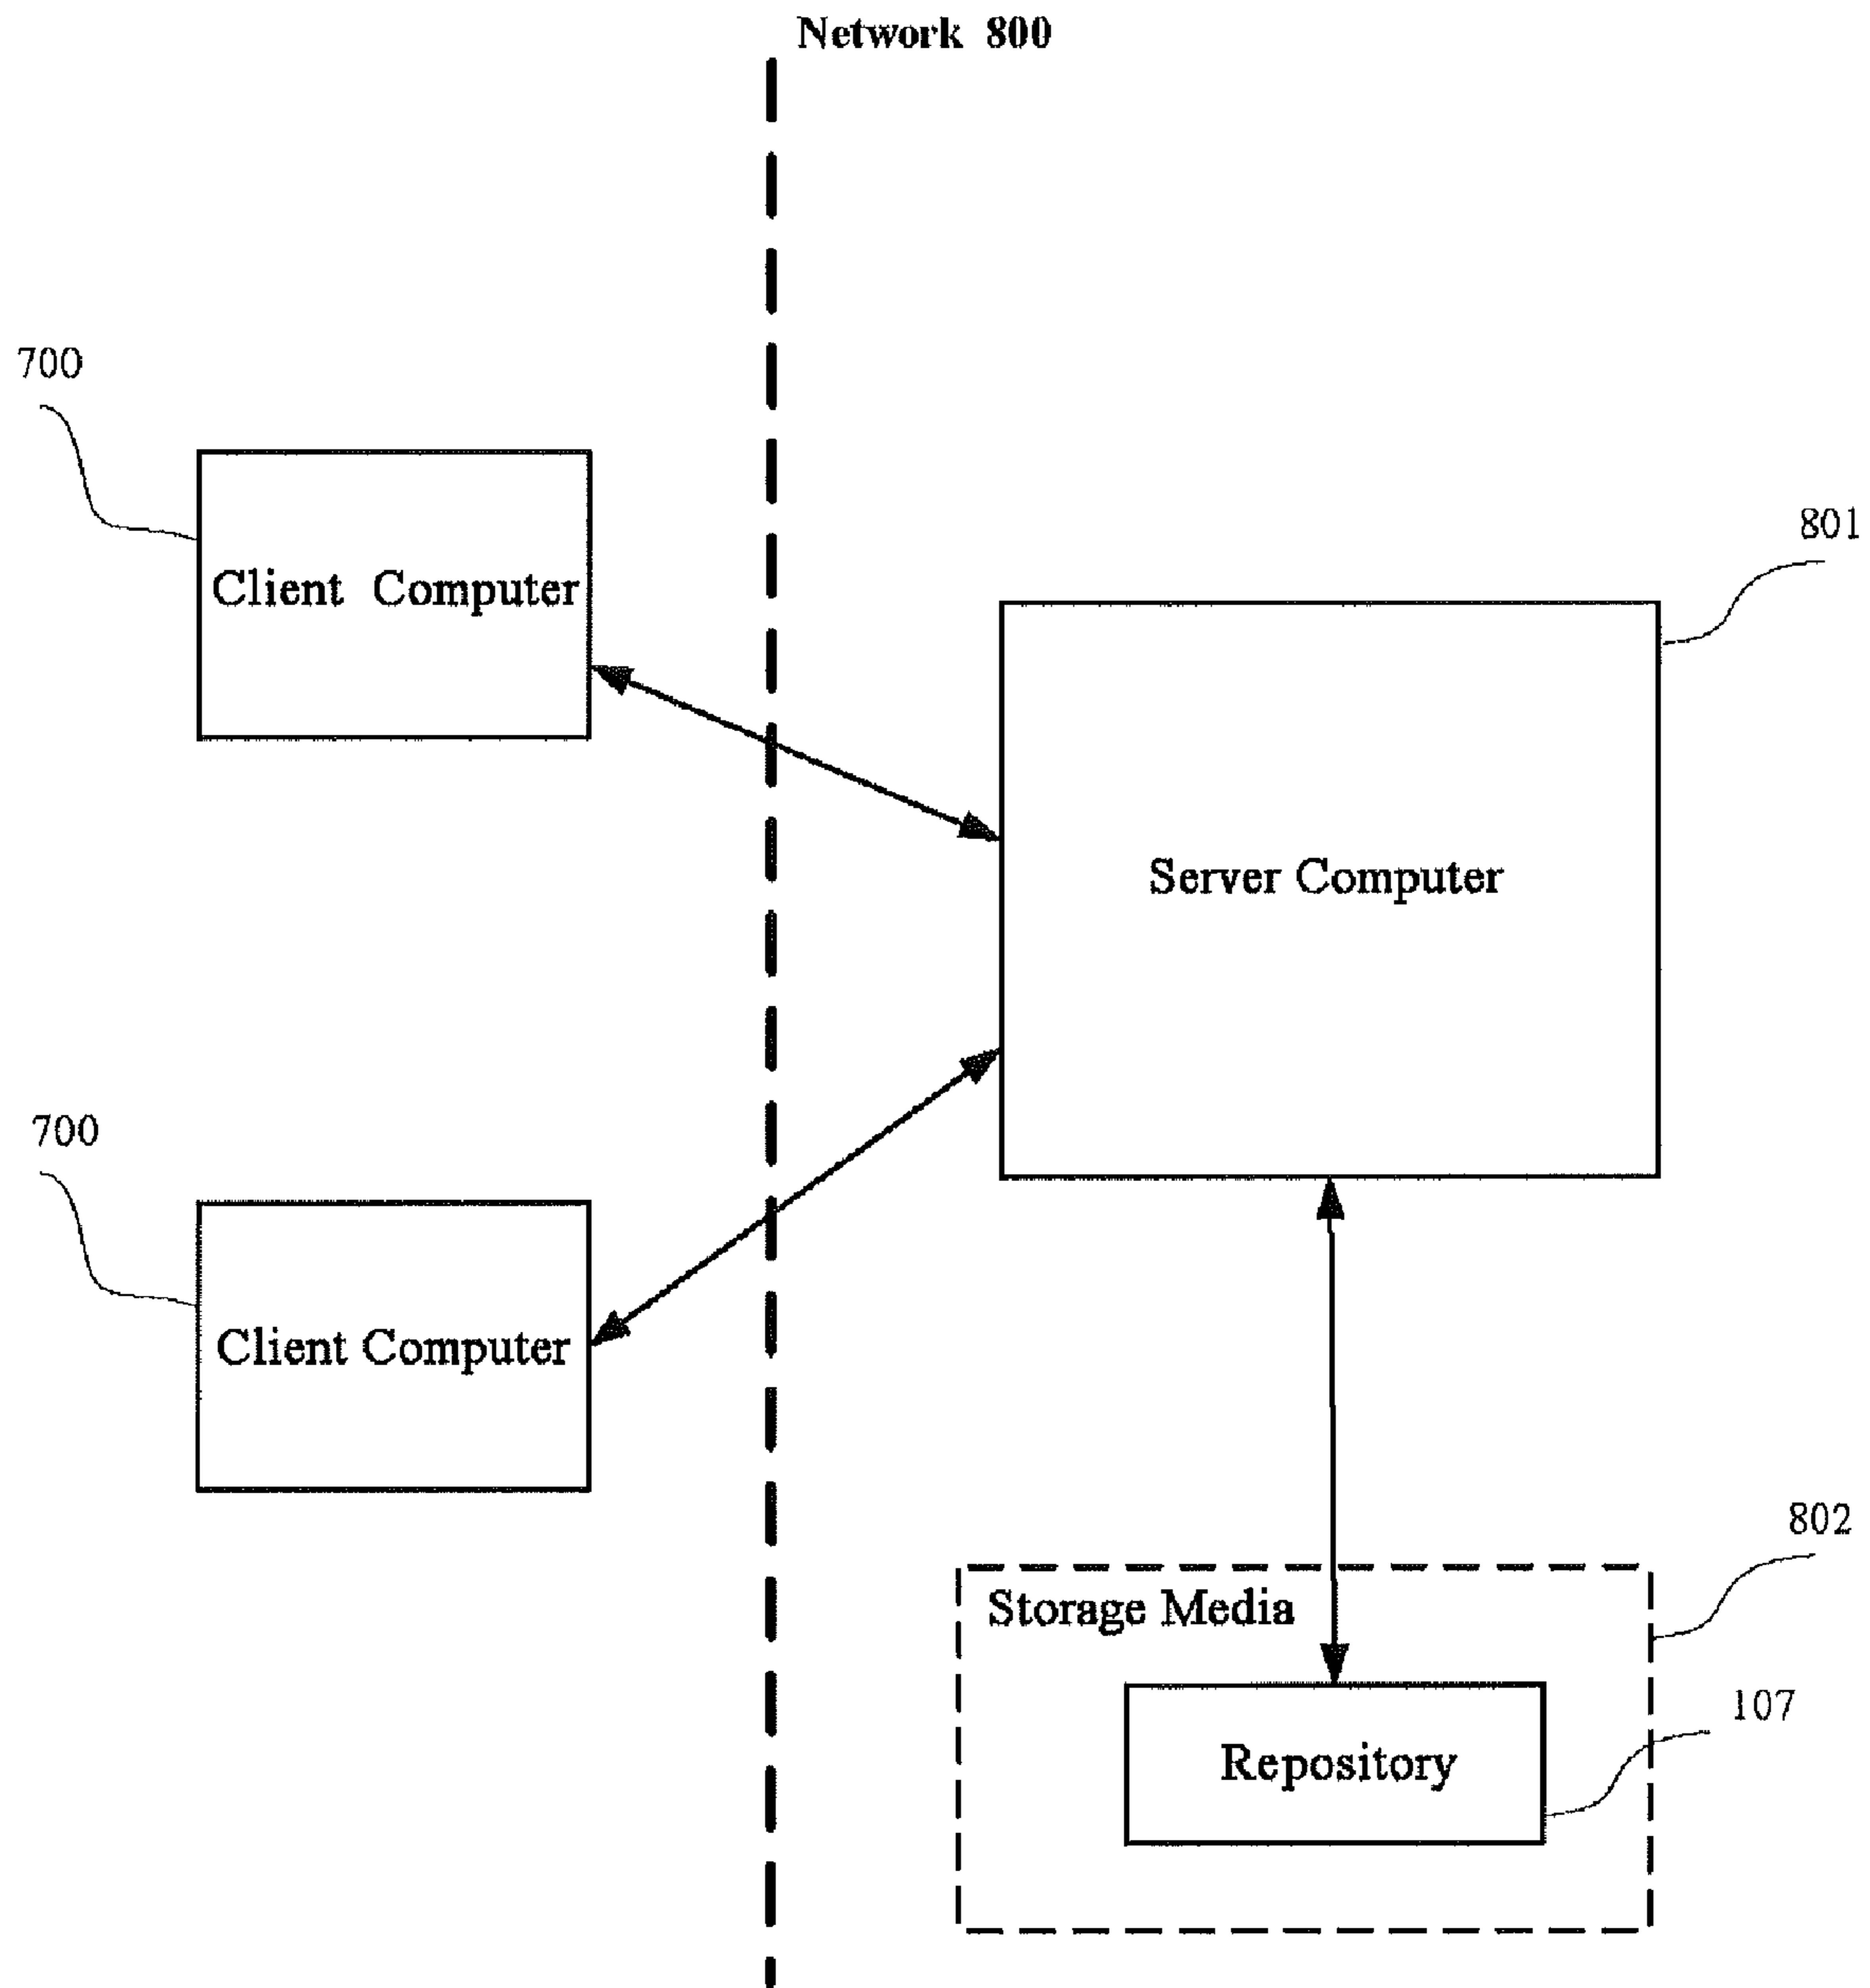 Network 800
700
Client Computer
801
Server Computer
700
Client Computer
802
Storage Media
107
Repository